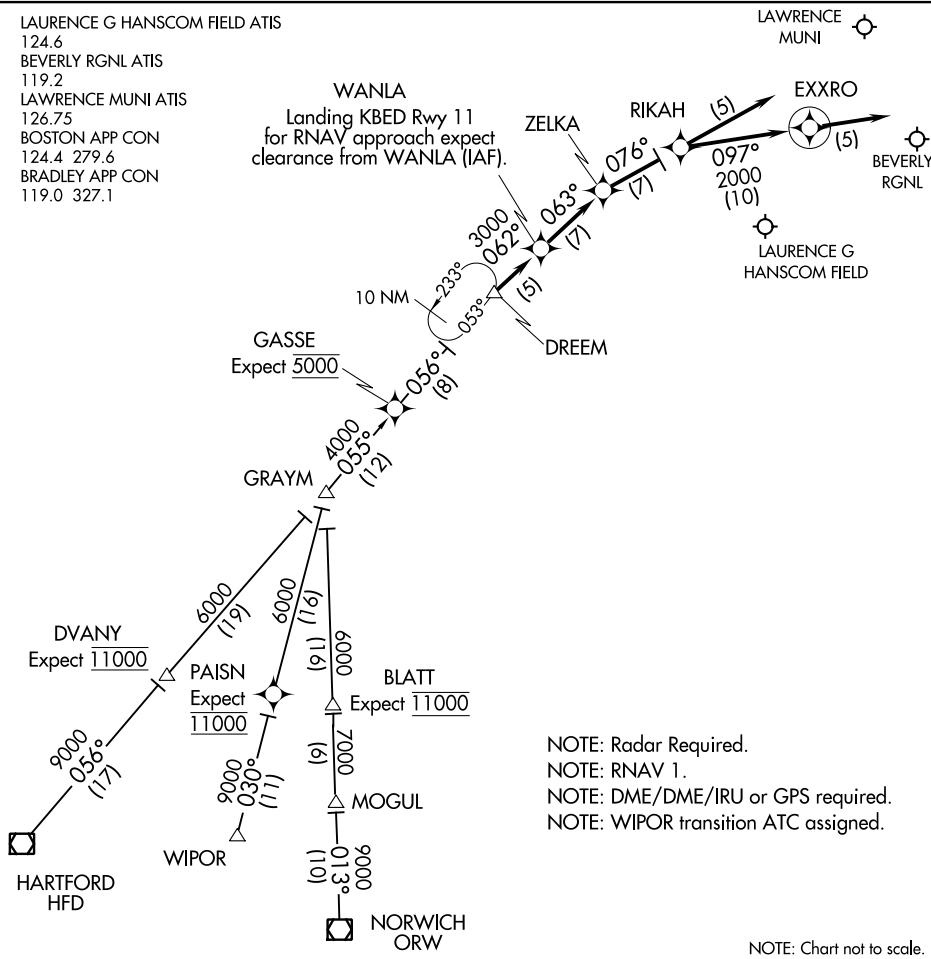 LAURENCE G HANSCOM FIELD ATIS
124.6
BEVERLY RGNL ATIS
119.2
LAWRENCE MUNI ATIS
126.75
BOSTON APP CON
124.4 279.6
BRADLEY APP CON
119.0 327.1
LAWRENCE
MUNI
WANLA
Landing KBED Rwy 11
for RNAV approach expect
clearance from WANLA (IAF).
ZELKA
RIKAH
(5)
EXXRO
(5)
BEVERLY
RGNL
076°
(7)
097°
2000
(10)
063°
(7)
LAURENCE G
HANSCOM FIELD
3000
062°
(5)
233°
053°
10 NM
DREEM
GASSE
Expect 5000
056°
(8)
4000
055°
(12)
GRAYM
6000
(19)
6000
(16)
6000
(16)
DVANY
Expect 11000
PAISN
Expect
11000
BLATT
Expect 11000
9000
056°
(17)
9000
030°
(11)
7000
(6)
MOGUL
WIPOR
9000
013°
(10)
HARTFORD
HFD
NORWICH
ORW
NOTE: Radar Required.
NOTE: RNAV 1.
NOTE: DME/DME/IRU or GPS required.
NOTE: WIPOR transition ATC assigned.
NOTE: Chart not to scale.